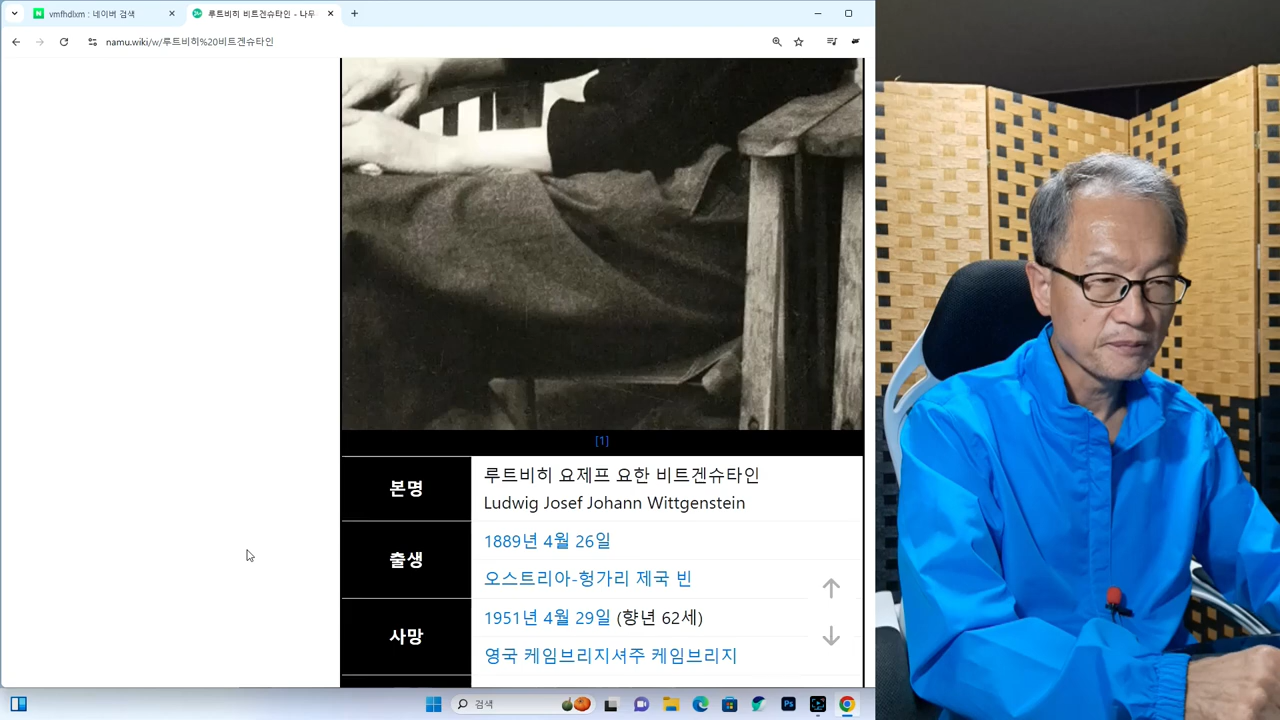 vmfhdlxm : 네이버 검색
루트비히 비트겐슈타인 - 나무
namu.wiki/w/루트비히%20비트겐슈타인
[1]
본명
루트비히 요제프 요한 비트겐슈타인
Ludwig Josef Johann Wittgenstein
출생
1889년 4월 26일
오스트리아-헝가리 제국 빈
사망
1951년 4월 29일 (향년 62세)
영국 케임브리지셔주 케임브리지
검색